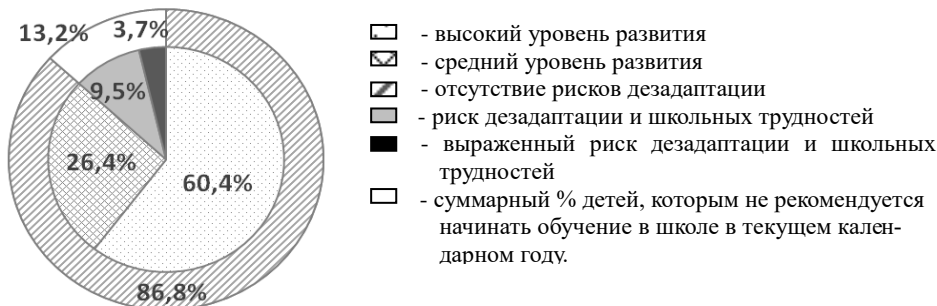 13,2%
3,7%
9,5%
26,4%
60,4%
86,8%
- высокий уровень развития
- средний уровень развития
- отсутствие рисков дезадаптации
- риск дезадаптации и школьных трудностей
- выраженный риск дезадаптации и школьных
трудностей
- суммарный % детей, которым не рекомендуется
начинать обучение в школе в текущем кален-
дарном году.